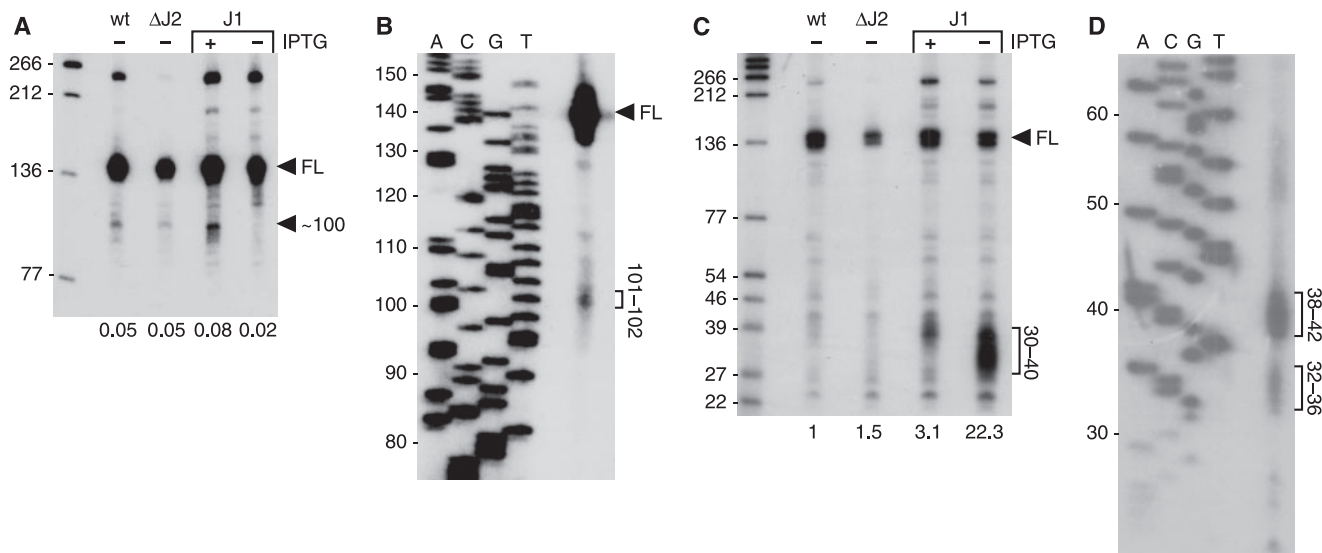 A
wt ΔJ2 J1
– – + – IPTG
266
212
136
77
FL
~100
0.05 0.05 0.08 0.02
B
A C G T
150
140
130
120
110
100
90
80
FL
101–102
C
wt ΔJ2 J1
– – + – IPTG
266
212
136
77
54
46
39
27
22
FL
30–40
1 1.5 3.1 22.3
D
A C G T
60
50
40
30
38–42
32–36